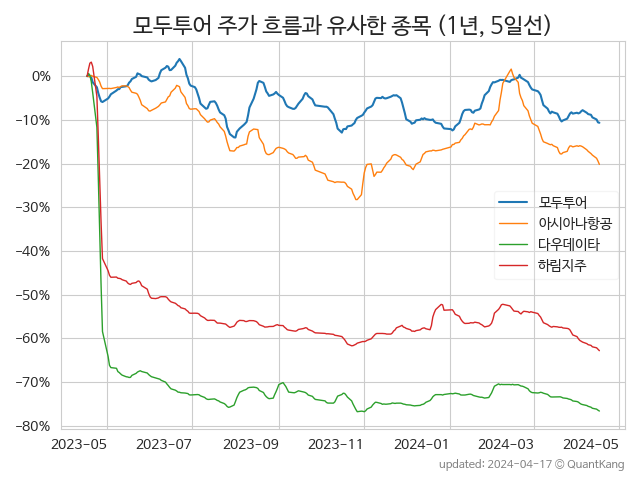 모두투어 주가 흐름과 유사한 종목 (1년, 5일선)
0%
−10%
−20%
−30%
−40%
−50%
−60%
−70%
−80%
모두투어
아시아나항공
다우데이타
하림지주
2023-05 2023-07 2023-09 2023-11 2024-01 2024-03 2024-05
updated: 2024-04-17 © QuantKang